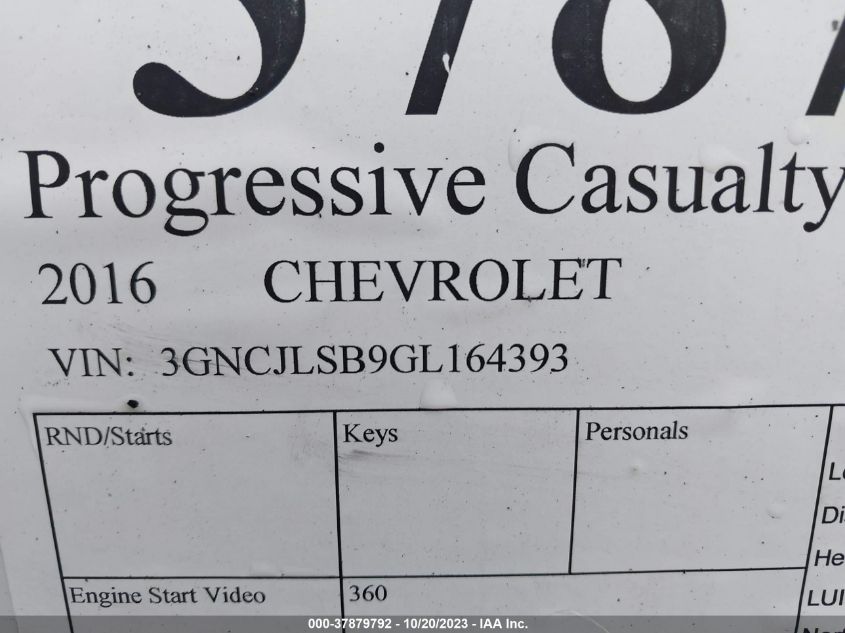 Progressive Casualty
2016 CHEVROLET
VIN: 3GNCJLSB9GL164393
RND/Starts Keys Personals
Engine Start Video 360
LUI
000-37879792 - 10/20/2023 - IAA Inc.